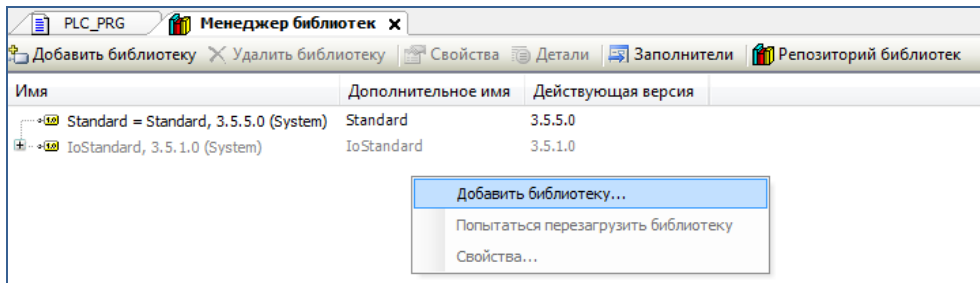 PLC_PRG Менеджер библиотек x
Добавить библиотеку Удалить библиотеку Свойства Детали Заполнители Репозиторий библиотек
Имя Дополнительное имя Действующая версия
Standard = Standard, 3.5.5.0 (System) Standard 3.5.5.0
IoStandard, 3.5.1.0 (System) IoStandard 3.5.1.0
Добавить библиотеку...
Попытаться перезагрузить библиотеку
Свойства...